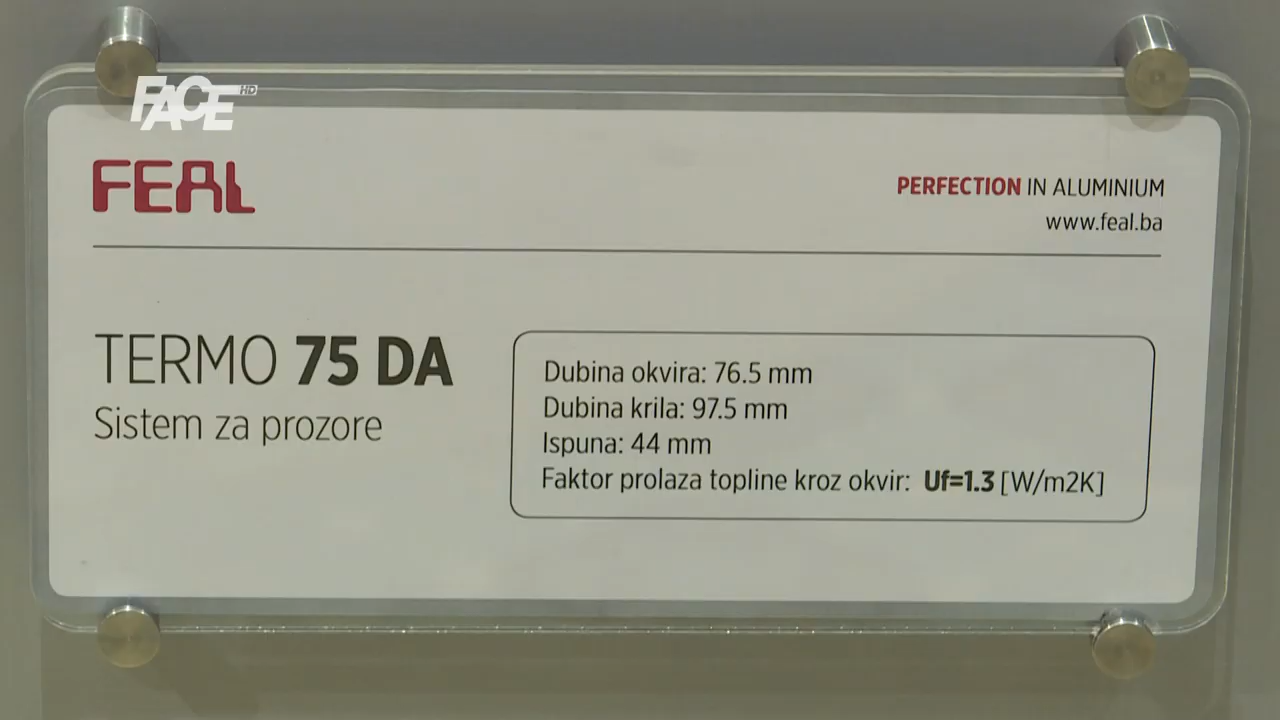 FACE HD
FEAL
PERFECTION IN ALUMINIUM
www.feal.ba
TERMO 75 DA
Sistem za prozore
Dubina okvira: 76.5 mm
Dubina krila: 97.5 mm
Ispuna: 44 mm
Faktor prolaza topline kroz okvir: Uf=1.3 [W/m2K]